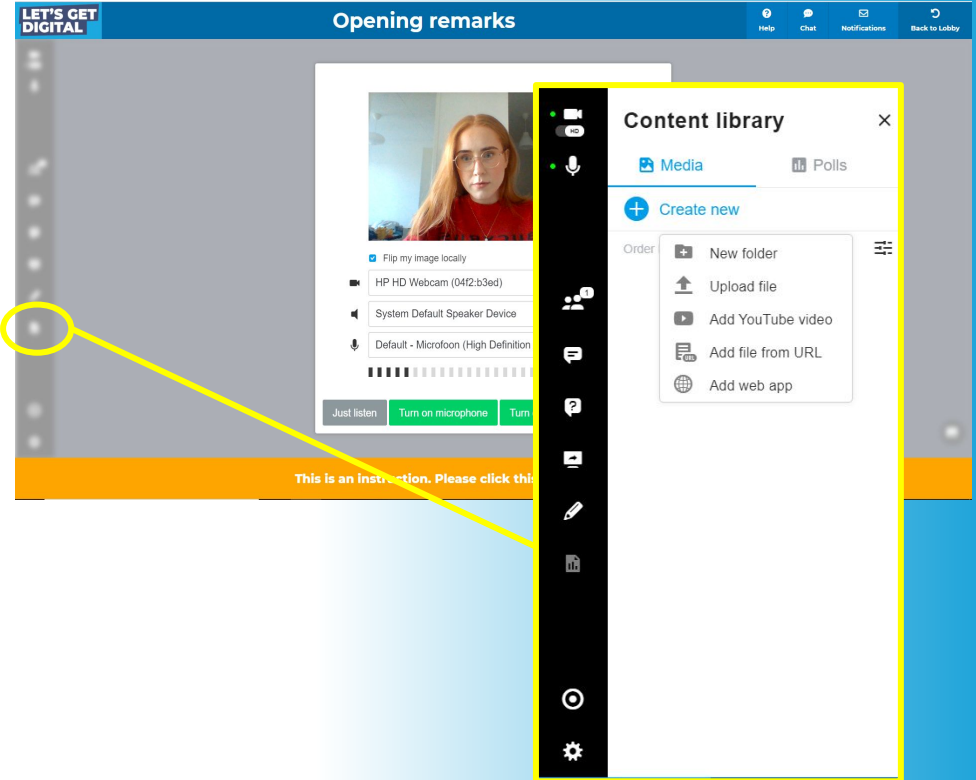 LET'S GET
DIGITAL
Opening remarks
Help
Chat
Notifications
Back to Lobby
Flip my image locally
HP HD Webcam (04f2:b3ed)
System Default Speaker Device
Default - Microfoon (High Definition
Just listen
Turn on microphone
Turn
This is an instruction. Please click this
HD
1
Content library
Media
Polls
Create new
Order
New folder
Upload file
Add YouTube video
URL
Add file from URL
Add web app